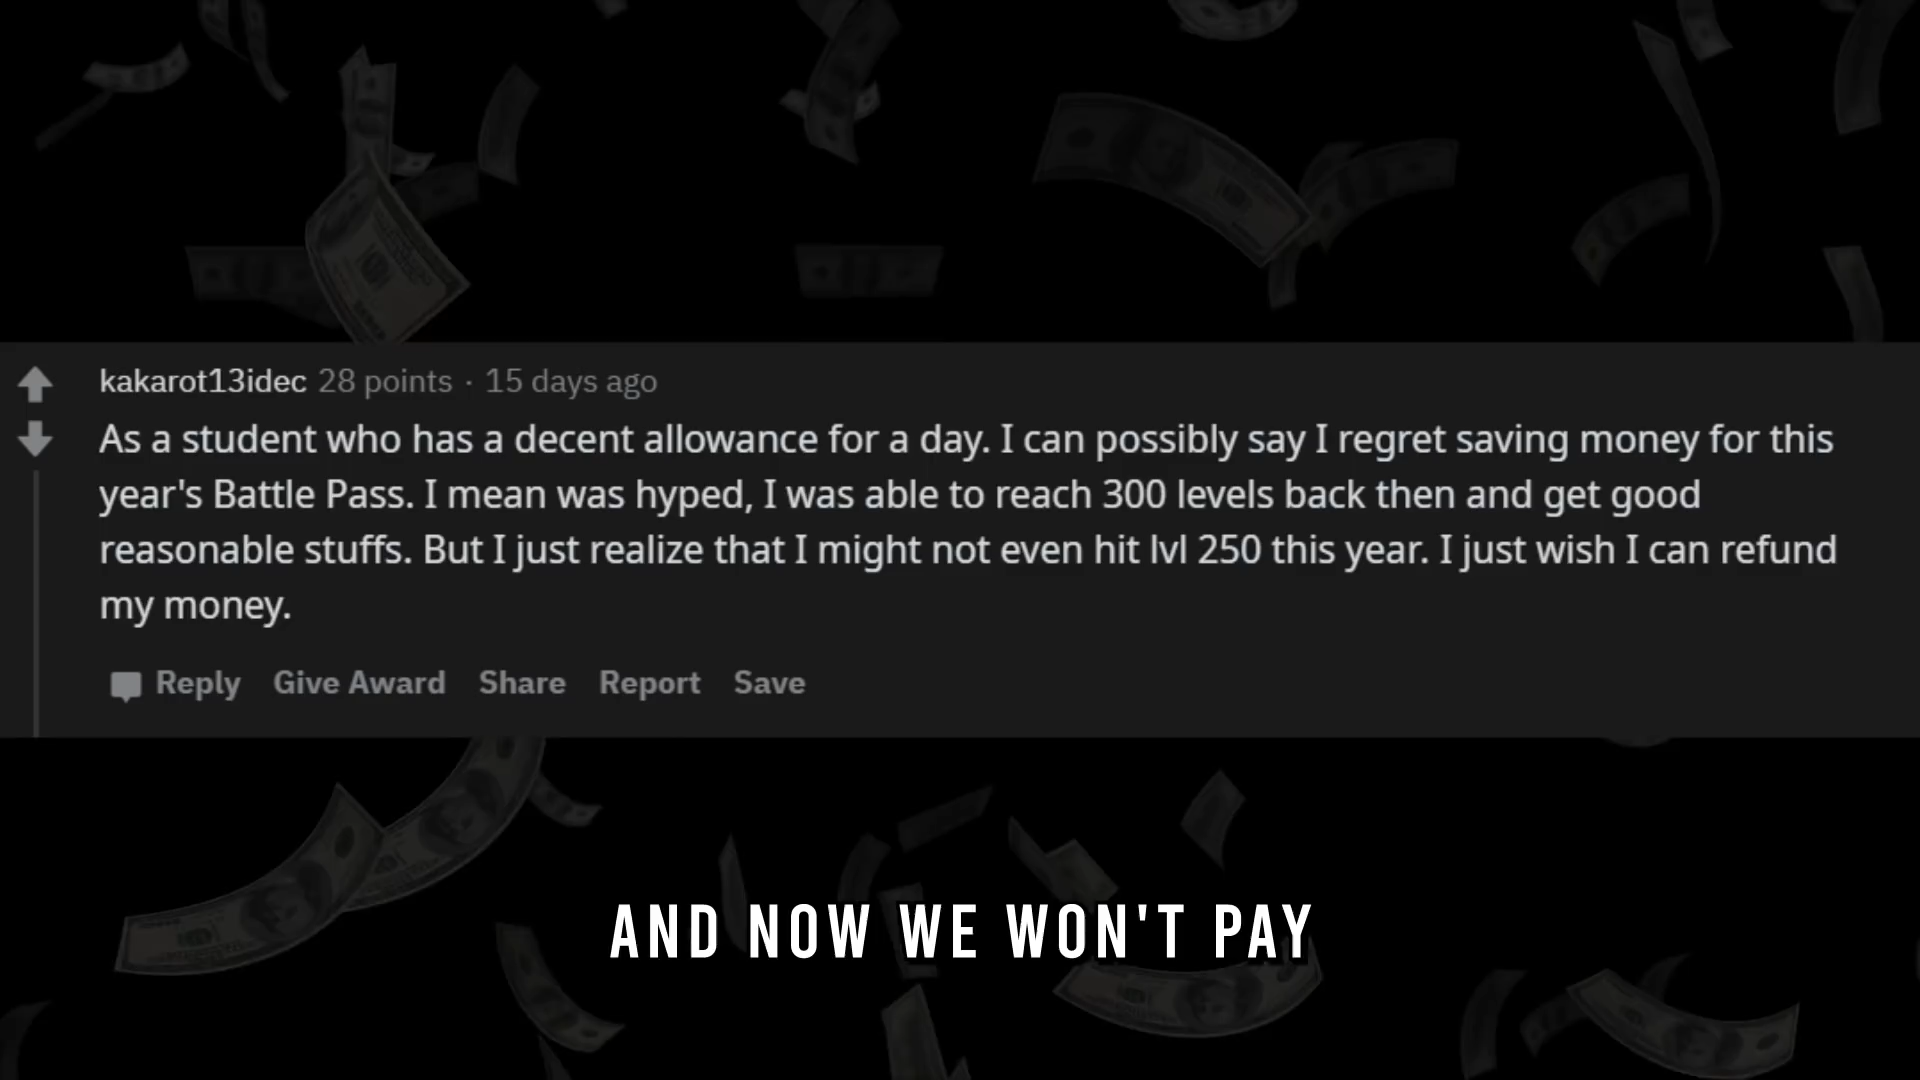 kakarot13idec 28 points · 15 days ago
As a student who has a decent allowance for a day. I can possibly say I regret saving money for this
year's Battle Pass. I mean was hyped, I was able to reach 300 levels back then and get good
reasonable stuffs. But I just realize that I might not even hit lvl 250 this year. I just wish I can refund
my money.
Reply Give Award Share Report Save
AND NOW WE WON'T PAY